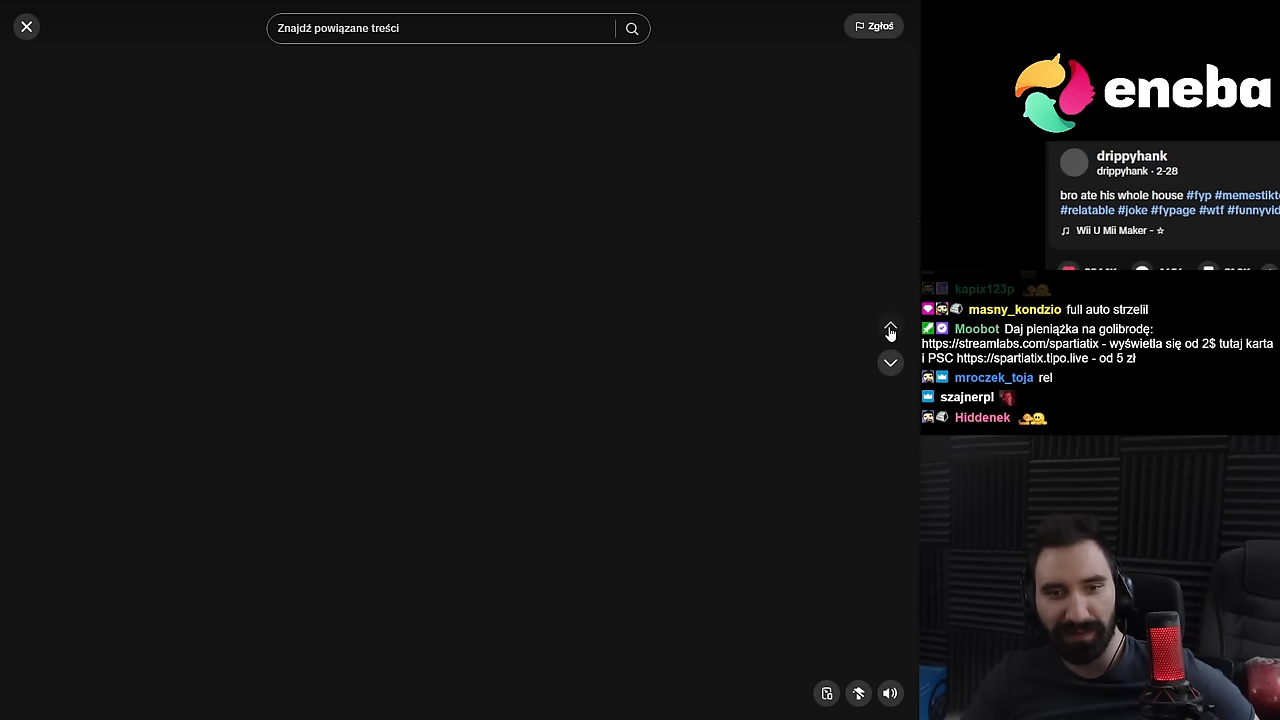 Znajdź powiązane treści
Zgłoś
eneba
drippyhank
drippyhank · 2-28
bro ate his whole house #fyp #memestikt
#relatable #joke #fypage #wtf #funnyvid
Wii U Mii Maker - ☆
kapix123p
masny_kondzio full auto strzelil
Moobot Daj pieniążka na golibrodę:
https://streamlabs.com/spartiatix - wyświetla się od 2$ tutaj karta
i PSC https://spartiatix.tipo.live - od 5 zł
mroczek_toja rel
szajnerpl
Hiddenek